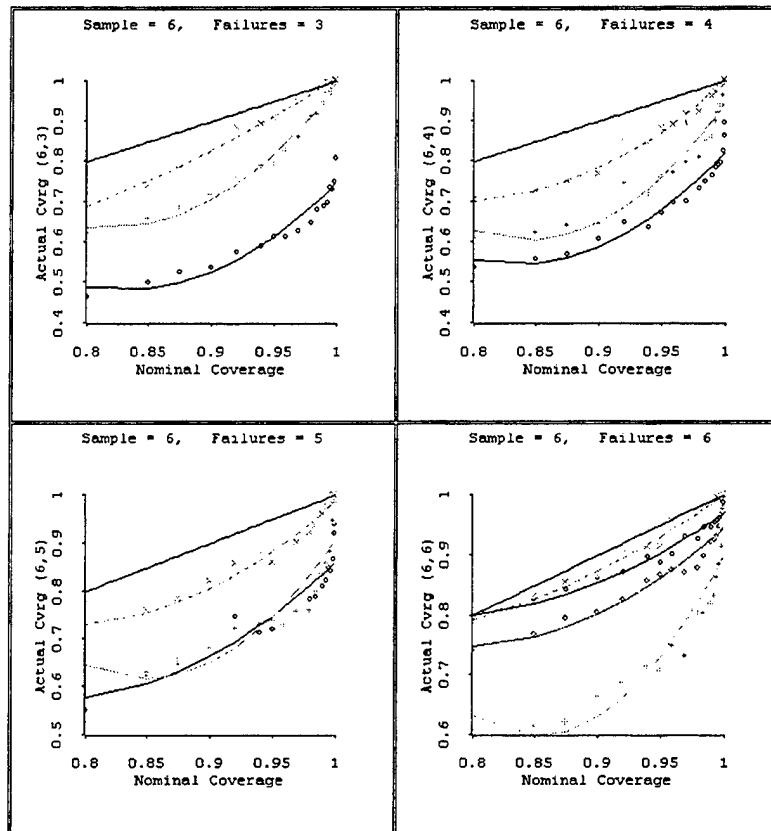 Sample = 6, Failures = 3
Actual Cvrg (6,3)
1
0.9
0.8
0.7
0.6
0.5
0.4
0.8 0.85 0.9 0.95 1
Nominal Coverage
Sample = 6, Failures = 4
Actual Cvrg (6,4)
1
0.9
0.8
0.7
0.6
0.5
0.4
0.8 0.85 0.9 0.95 1
Nominal Coverage
Sample = 6, Failures = 5
Actual Cvrg (6,5)
1
0.9
0.8
0.7
0.6
0.5
0.8 0.85 0.9 0.95 1
Nominal Coverage
Sample = 6, Failures = 6
Actual Cvrg (6,6)
1
0.9
0.8
0.7
0.6
0.8 0.85 0.9 0.95 1
Nominal Coverage